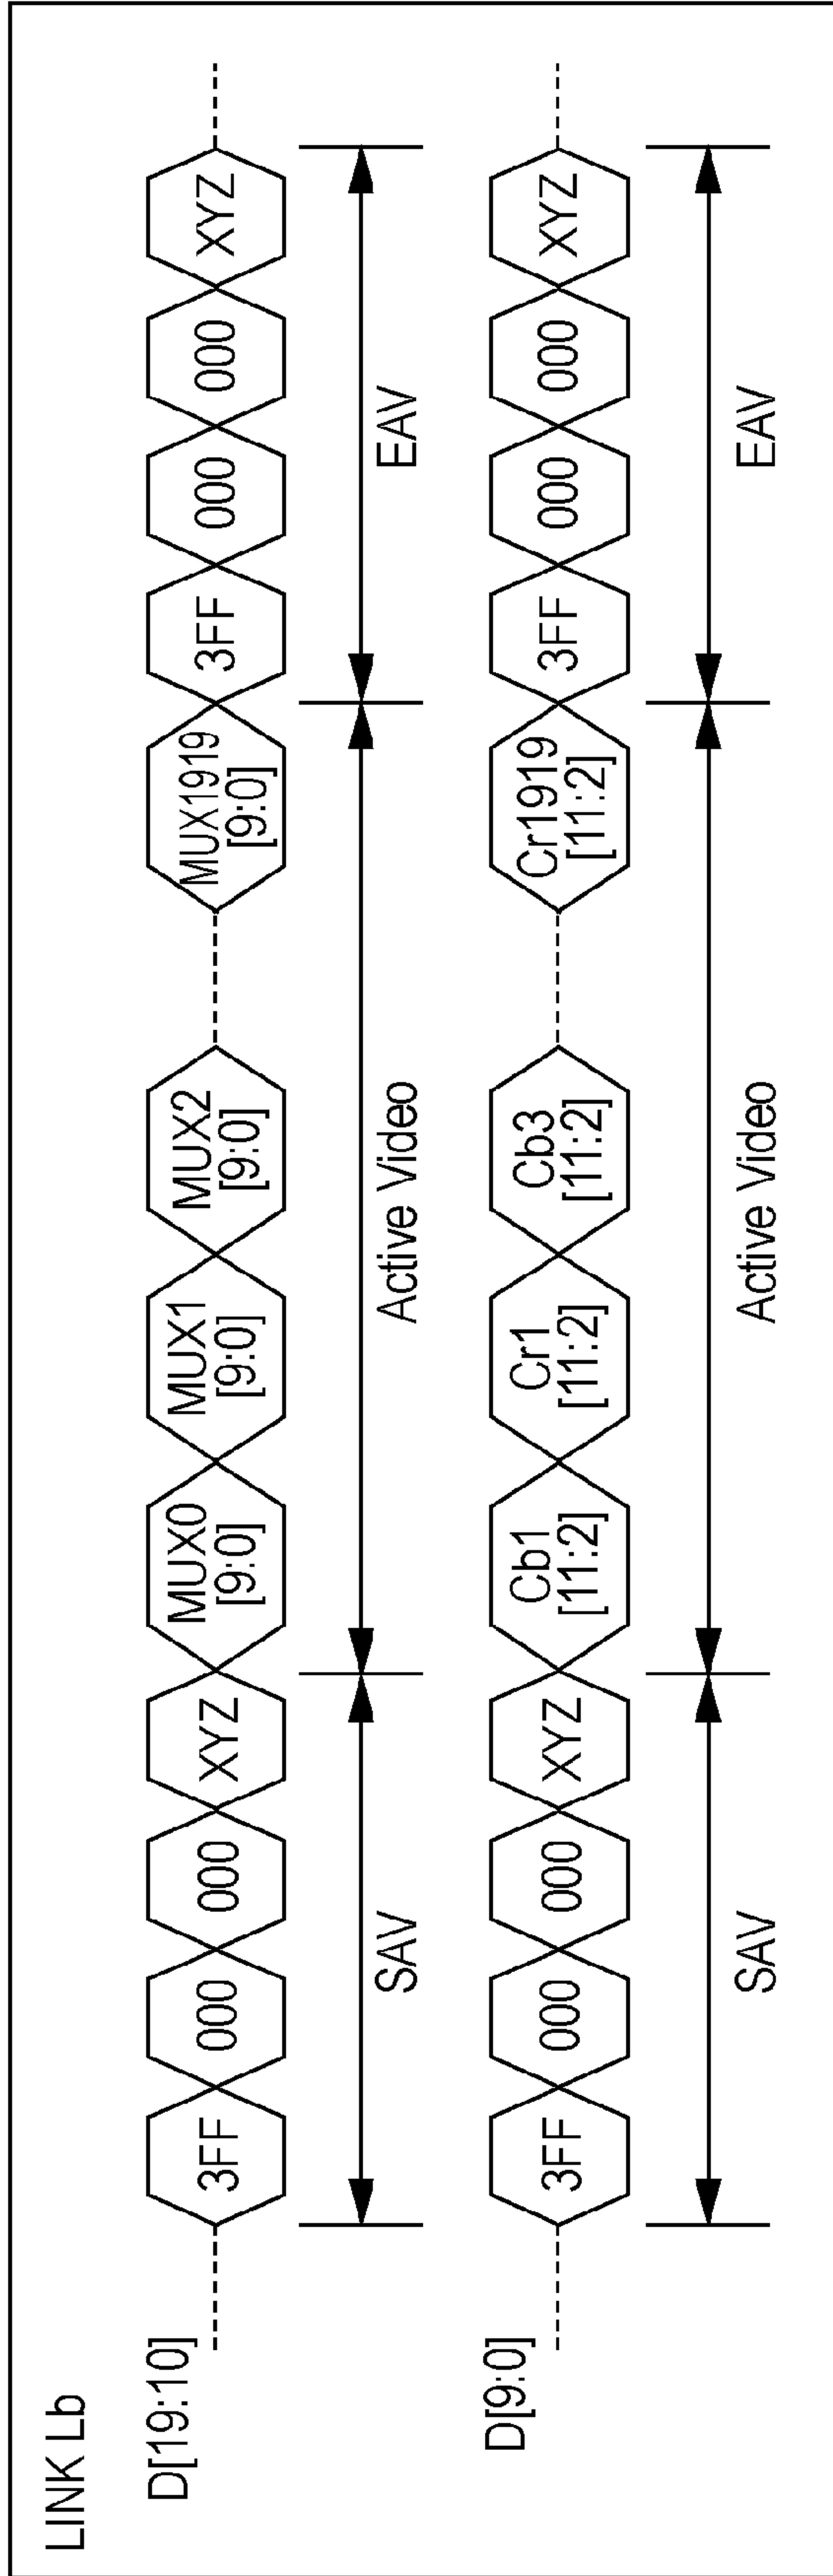 LINK Lb
D[19:10]
3FF
000
000
XYZ
MUX0
[9:0]
MUX1
[9:0]
MUX2
[9:0]
MUX1919
[9:0]
3FF
000
000
XYZ
SAV
Active Video
EAV
D[9:0]
3FF
000
000
XYZ
Cb1
[11:2]
Cr1
[11:2]
Cb3
[11:2]
Cr1919
[11:2]
3FF
000
000
XYZ
SAV
Active Video
EAV